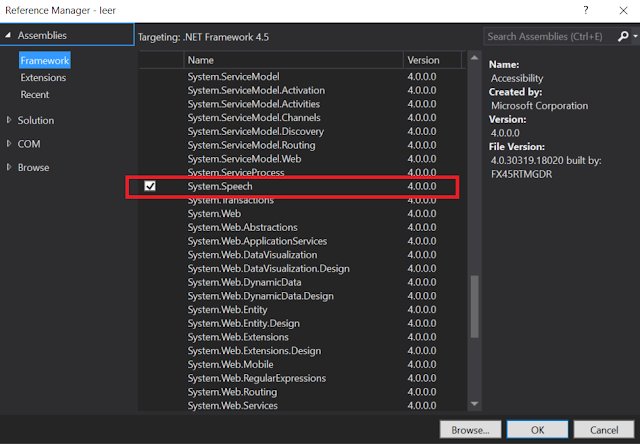 Reference Manager - leer
? X
Assemblies
Framework
Extensions
Recent
Solution
COM
Browse
Targeting: .NET Framework 4.5
Name Version
System.ServiceModel 4.0.0.0
System.ServiceModel.Activation 4.0.0.0
System.ServiceModel.Activities 4.0.0.0
System.ServiceModel.Channels 4.0.0.0
System.ServiceModel.Discovery 4.0.0.0
System.ServiceModel.Routing 4.0.0.0
System.ServiceModel.Web 4.0.0.0
System.ServiceProcess 4.0.0.0
System.Speech 4.0.0.0
System.Transactions 4.0.0.0
System.Web 4.0.0.0
System.Web.Abstractions 4.0.0.0
System.Web.ApplicationServices 4.0.0.0
System.Web.DataVisualization 4.0.0.0
System.Web.DataVisualization.Design 4.0.0.0
System.Web.DynamicData 4.0.0.0
System.Web.DynamicData.Design 4.0.0.0
System.Web.Entity 4.0.0.0
System.Web.Entity.Design 4.0.0.0
System.Web.Extensions 4.0.0.0
System.Web.Extensions.Design 4.0.0.0
System.Web.Mobile 4.0.0.0
System.Web.RegularExpressions 4.0.0.0
System.Web.Routing 4.0.0.0
System.Web.Services 4.0.0.0
Search Assemblies (Ctrl+E)
Name:
Accessibility
Created by:
Microsoft Corporation
Version:
4.0.0.0
File Version:
4.0.30319.18020 built by:
FX45RTMGDR
Browse... OK Cancel